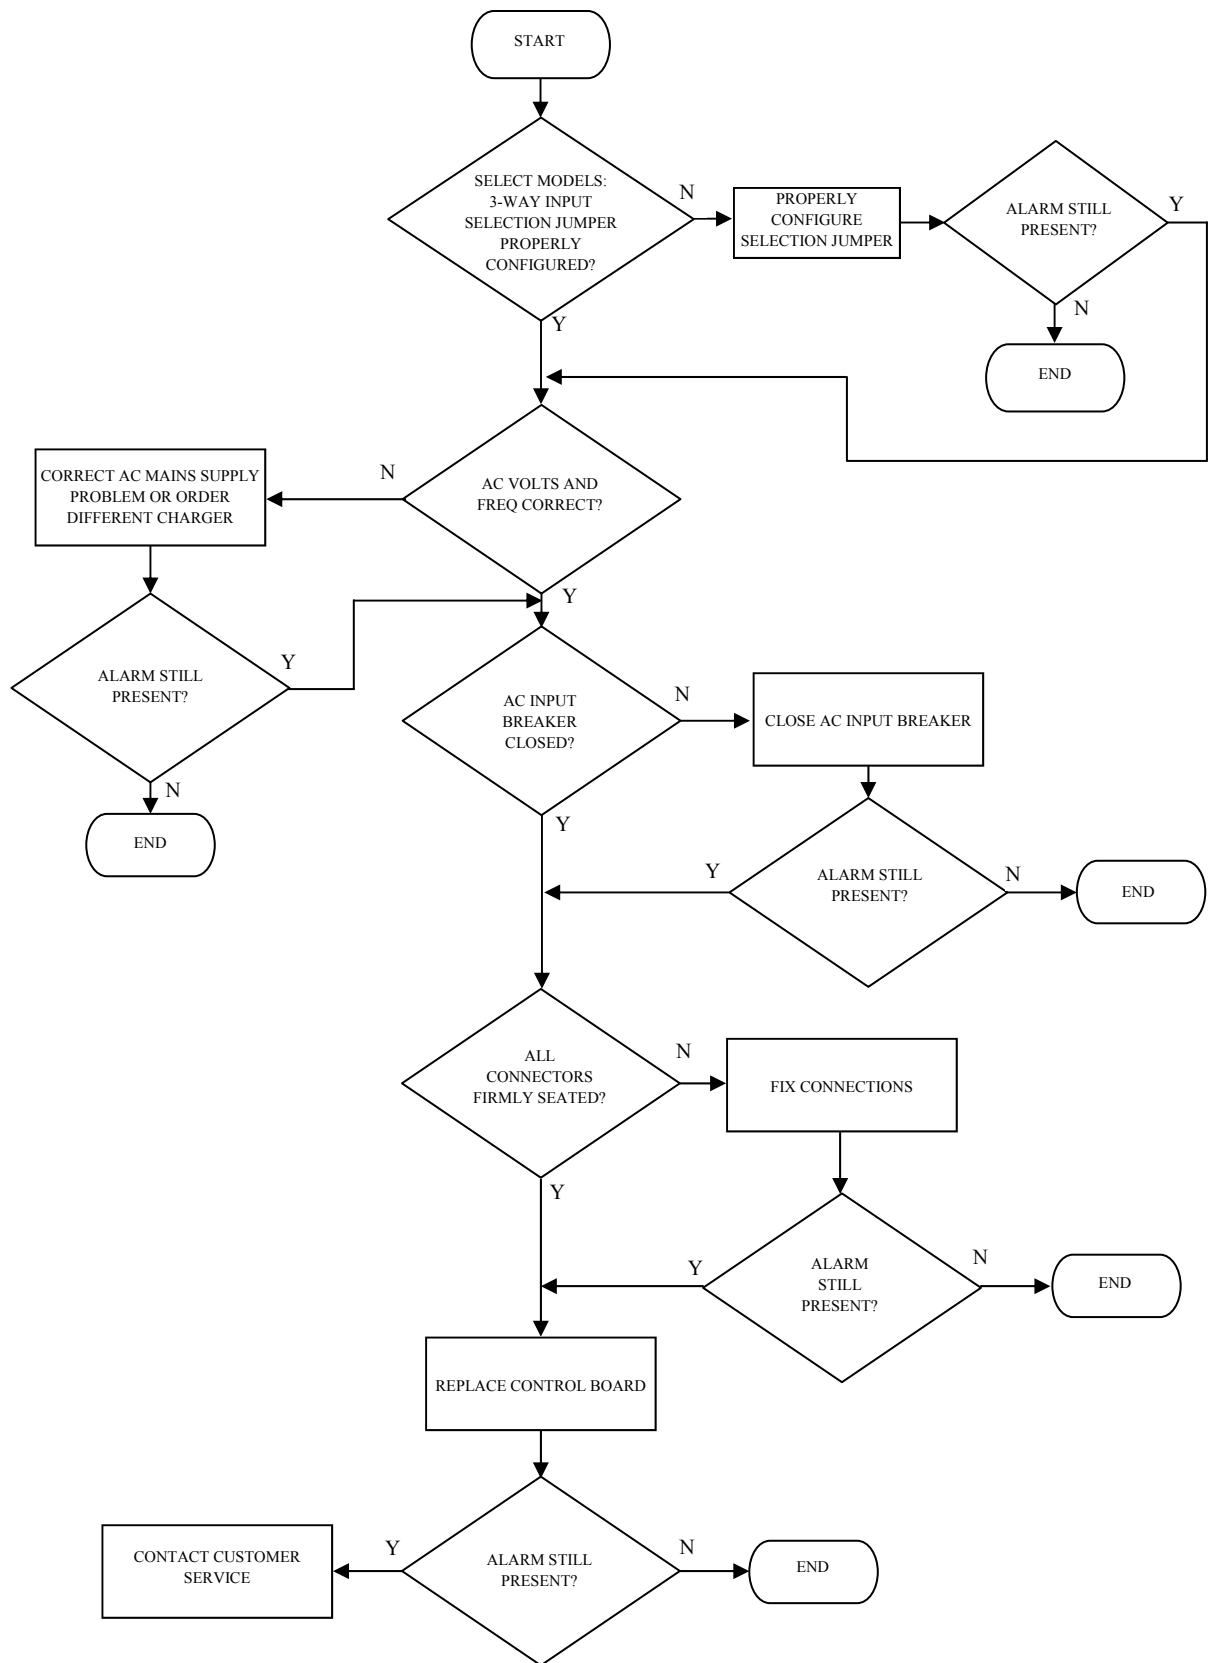 START
SELECT MODELS:
3-WAY INPUT
SELECTION JUMPER
PROPERLY
CONFIGURED?
N
PROPERLY
CONFIGURE
SELECTION JUMPER
ALARM STILL
PRESENT?
Y
N
END
Y
AC VOLTS AND
FREQ CORRECT?
N
CORRECT AC MAINS SUPPLY
PROBLEM OR ORDER
DIFFERENT CHARGER
Y
ALARM STILL
PRESENT?
Y
N
END
AC INPUT
BREAKER
CLOSED?
N
CLOSE AC INPUT BREAKER
Y
ALARM STILL
PRESENT?
Y
N
END
ALL
CONNECTORS
FIRMLY SEATED?
N
FIX CONNECTIONS
Y
ALARM
STILL
PRESENT?
Y
N
END
REPLACE CONTROL BOARD
ALARM STILL
PRESENT?
Y
CONTACT CUSTOMER
SERVICE
N
END